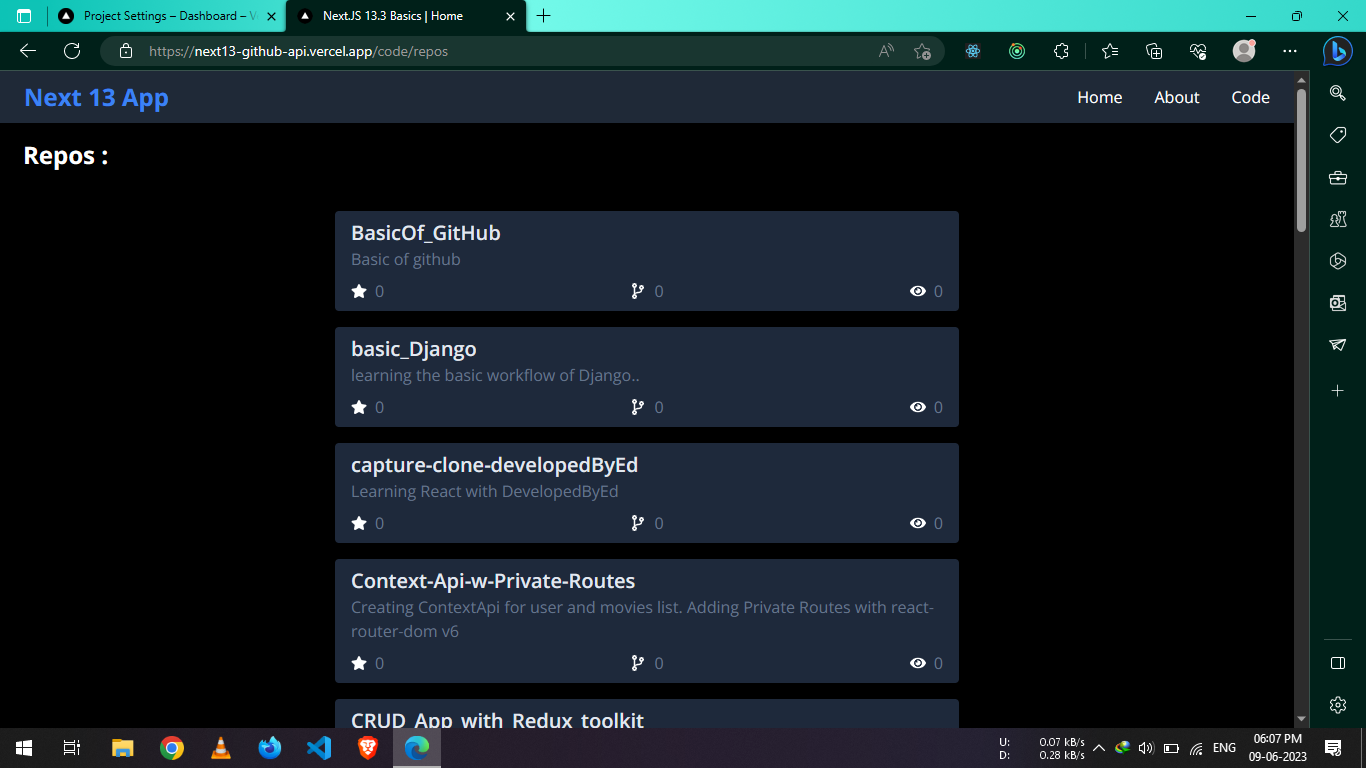 Project Settings – Dashboard – V
NextJS 13.3 Basics | Home
https://next13-github-api.vercel.app/code/repos
Next 13 App
Home
About
Code
Repos :
BasicOf_GitHub
Basic of github
0
0
0
basic_Django
learning the basic workflow of Django..
0
0
0
capture-clone-developedByEd
Learning React with DevelopedByEd
0
0
0
Context-Api-w-Private-Routes
Creating ContextApi for user and movies list. Adding Private Routes with react-
router-dom v6
0
0
0
CRUD_App_with_Redux_toolkit
U: 0.07 kB/s
D: 0.28 kB/s
ENG
06:07 PM
09-06-2023